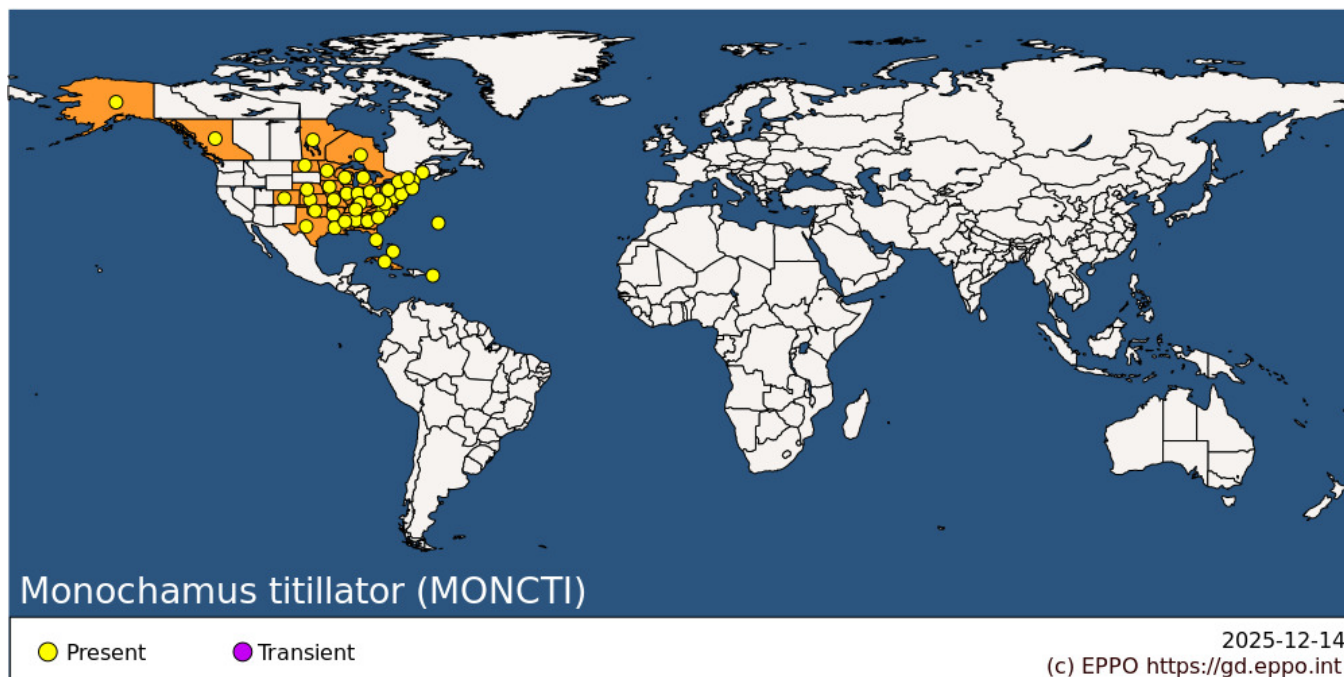 Monochamus titillator (MONCTI)
Present
Transient
2025-12-14
(c) EPPO https://gd.eppo.int